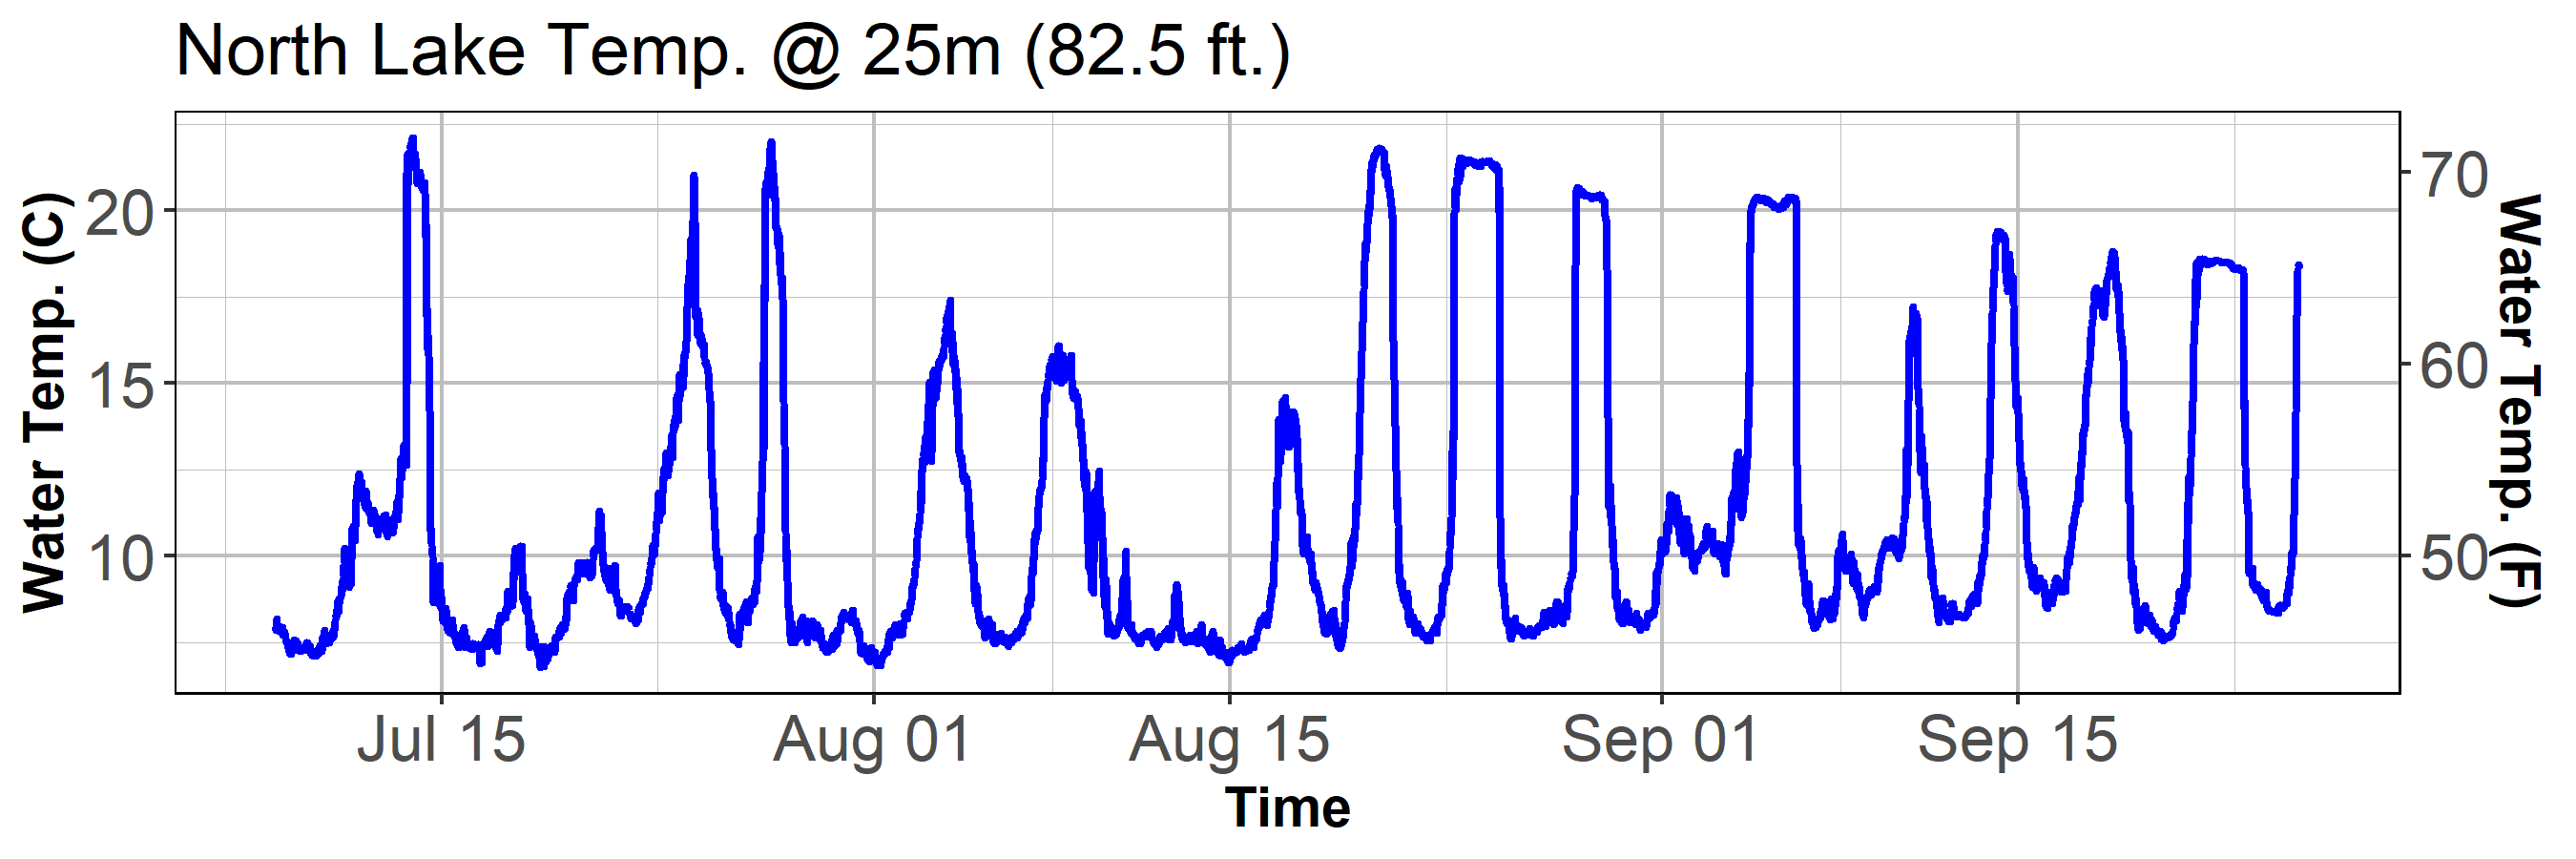 North Lake Temp. @ 25m (82.5 ft.)
Water Temp. (C)
20
15
10
70
60
50
Water Temp. (F)
Jul 15
Aug 01
Aug 15
Sep 01
Sep 15
Time